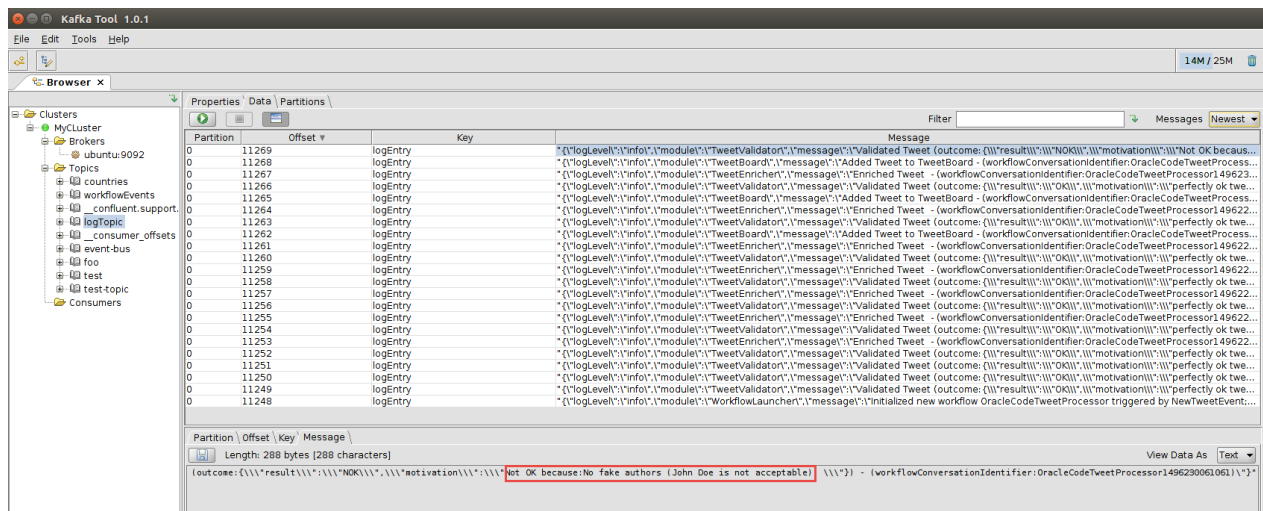 Kafka Tool 1.0.1
File Edit Tools Help
14M / 25M
Browser X
Clusters
MyCLuster
Brokers
ubuntu:9092
Topics
countries
workflowEvents
__confluent.support.
logTopic
__consumer_offsets
event-bus
foo
test
test-topic
Consumers
Properties Data Partitions
Filter Messages Newest
Partition Offset Key Message
0 11269 logEntry "{\"logLevel\":\"info\",\"module\":\"TweetValidator\",\"message\":\"Validated Tweet (outcome:{\\\"result\\\":\\\"NOK\\\",\\\"motivation\\\":\\\"Not OK becaus...
0 11268 logEntry "{\"logLevel\":\"info\",\"module\":\"TweetBoard\",\"message\":\"Added Tweet to TweetBoard - (workflowConversationIdentifier:OracleCodeTweetProcess...
0 11267 logEntry "{\"logLevel\":\"info\",\"module\":\"TweetEnricher\",\"message\":\"Enriched Tweet - (workflowConversationIdentifier:OracleCodeTweetProcessor149623...
0 11266 logEntry "{\"logLevel\":\"info\",\"module\":\"TweetValidator\",\"message\":\"Validated Tweet (outcome:{\\\"result\\\":\\\"OK\\\",\\\"motivation\\\":\\\"perfectly ok twe...
0 11265 logEntry "{\"logLevel\":\"info\",\"module\":\"TweetBoard\",\"message\":\"Added Tweet to TweetBoard - (workflowConversationIdentifier:OracleCodeTweetProcess...
0 11264 logEntry "{\"logLevel\":\"info\",\"module\":\"TweetEnricher\",\"message\":\"Enriched Tweet - (workflowConversationIdentifier:OracleCodeTweetProcessor149622...
0 11263 logEntry "{\"logLevel\":\"info\",\"module\":\"TweetValidator\",\"message\":\"Validated Tweet (outcome:{\\\"result\\\":\\\"OK\\\",\\\"motivation\\\":\\\"perfectly ok twe...
0 11262 logEntry "{\"logLevel\":\"info\",\"module\":\"TweetBoard\",\"message\":\"Added Tweet to TweetBoard - (workflowConversationIdentifier:OracleCodeTweetProcess...
0 11261 logEntry "{\"logLevel\":\"info\",\"module\":\"TweetEnricher\",\"message\":\"Enriched Tweet - (workflowConversationIdentifier:OracleCodeTweetProcessor149622...
0 11260 logEntry "{\"logLevel\":\"info\",\"module\":\"TweetValidator\",\"message\":\"Validated Tweet (outcome:{\\\"result\\\":\\\"OK\\\",\\\"motivation\\\":\\\"perfectly ok twe...
0 11259 logEntry "{\"logLevel\":\"info\",\"module\":\"TweetEnricher\",\"message\":\"Enriched Tweet - (workflowConversationIdentifier:OracleCodeTweetProcessor149622...
0 11258 logEntry "{\"logLevel\":\"info\",\"module\":\"TweetValidator\",\"message\":\"Validated Tweet (outcome:{\\\"result\\\":\\\"OK\\\",\\\"motivation\\\":\\\"perfectly ok twe...
0 11257 logEntry "{\"logLevel\":\"info\",\"module\":\"TweetEnricher\",\"message\":\"Enriched Tweet - (workflowConversationIdentifier:OracleCodeTweetProcessor149622...
0 11256 logEntry "{\"logLevel\":\"info\",\"module\":\"TweetValidator\",\"message\":\"Validated Tweet (outcome:{\\\"result\\\":\\\"OK\\\",\\\"motivation\\\":\\\"perfectly ok twe...
0 11255 logEntry "{\"logLevel\":\"info\",\"module\":\"TweetEnricher\",\"message\":\"Enriched Tweet - (workflowConversationIdentifier:OracleCodeTweetProcessor149622...
0 11254 logEntry "{\"logLevel\":\"info\",\"module\":\"TweetValidator\",\"message\":\"Validated Tweet (outcome:{\\\"result\\\":\\\"OK\\\",\\\"motivation\\\":\\\"perfectly ok twe...
0 11253 logEntry "{\"logLevel\":\"info\",\"module\":\"TweetEnricher\",\"message\":\"Enriched Tweet - (workflowConversationIdentifier:OracleCodeTweetProcessor149622...
0 11252 logEntry "{\"logLevel\":\"info\",\"module\":\"TweetValidator\",\"message\":\"Validated Tweet (outcome:{\\\"result\\\":\\\"OK\\\",\\\"motivation\\\":\\\"perfectly ok twe...
0 11251 logEntry "{\"logLevel\":\"info\",\"module\":\"TweetValidator\",\"message\":\"Validated Tweet (outcome:{\\\"result\\\":\\\"OK\\\",\\\"motivation\\\":\\\"perfectly ok twe...
0 11250 logEntry "{\"logLevel\":\"info\",\"module\":\"TweetValidator\",\"message\":\"Validated Tweet (outcome:{\\\"result\\\":\\\"OK\\\",\\\"motivation\\\":\\\"perfectly ok twe...
0 11249 logEntry "{\"logLevel\":\"info\",\"module\":\"TweetValidator\",\"message\":\"Validated Tweet (outcome:{\\\"result\\\":\\\"OK\\\",\\\"motivation\\\":\\\"perfectly ok twe...
0 11248 logEntry "{\"logLevel\":\"info\",\"module\":\"WorkflowLauncher\",\"message\":\"Initialized new workflow OracleCodeTweetProcessor triggered by NewTweetEvent;...
Partition Offset Key Message
Length: 288 bytes [288 characters] View Data As Text
(outcome:{\\\"result\\\":\\\"NOK\\\",\\\"motivation\\\":\\\"Not OK because:No fake authors (John Doe is not acceptable) \\\"}) - (workflowConversationIdentifier:OracleCodeTweetProcessor1496230061061)\"}"